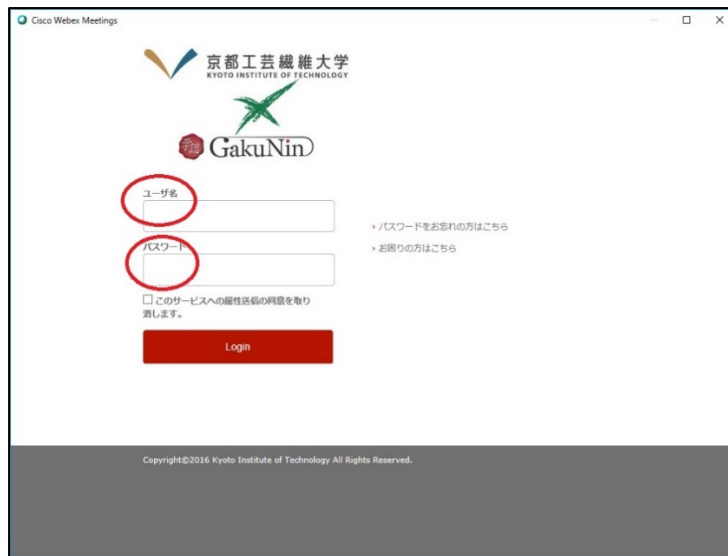 Cisco Webex Meetings
京都工芸繊維大学
KYOTO INSTITUTE OF TECHNOLOGY
GakuNin
ユーザ名
パスワードをお忘れの方はこちら
パスワード
お困りの方はこちら
このサービスへの属性送信の同意を取り
消します。
Login
Copyright©2016 Kyoto Institute of Technology All Rights Reserved.